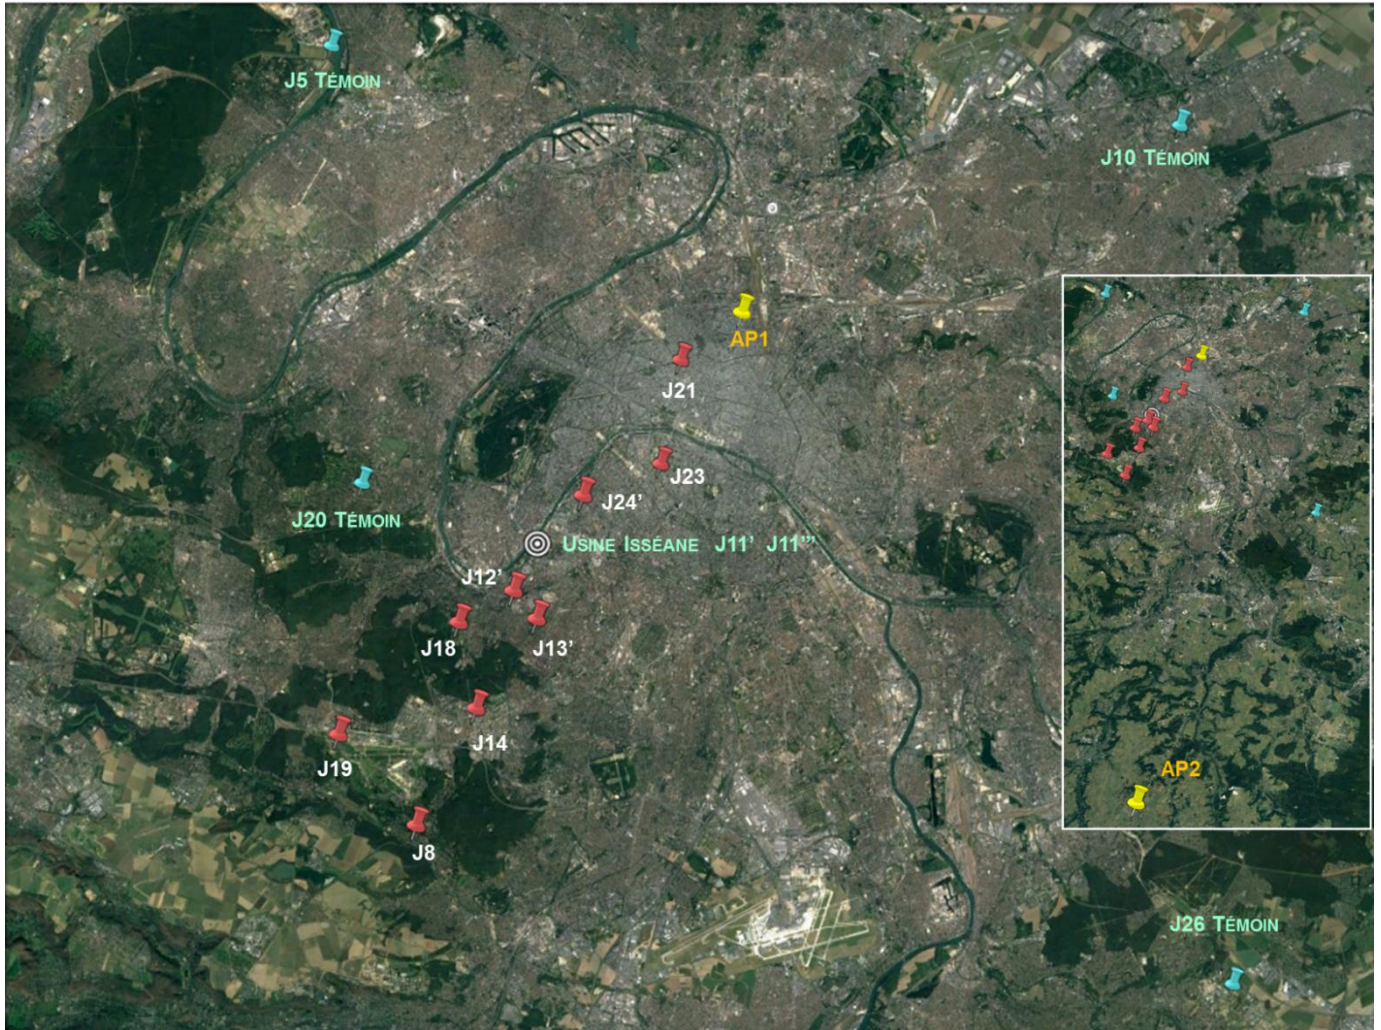 J5 TÉMOIN
J10 TÉMOIN
AP1
J21
J23
J24’
J20 TÉMOIN
USINE ISSÉANE J11’ J11’’’
J12’
J18
J13’
J14
J19
J8
AP2
J26 TÉMOIN